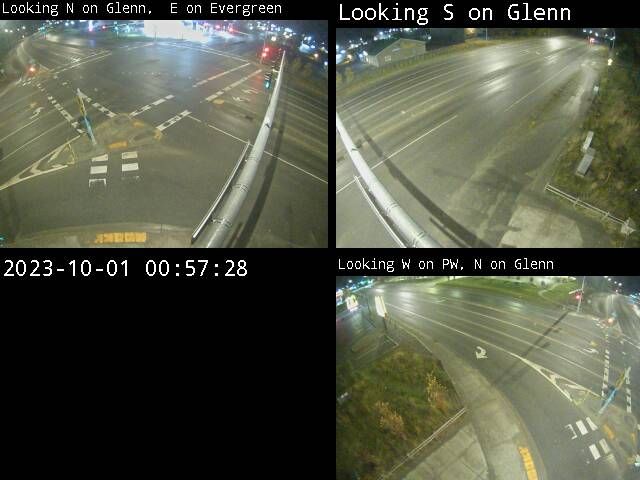 Looking N on Glenn,  E on Evergreen
Looking S on Glenn
2023-10-01 00:57:28
Looking W on PW, N on Glenn